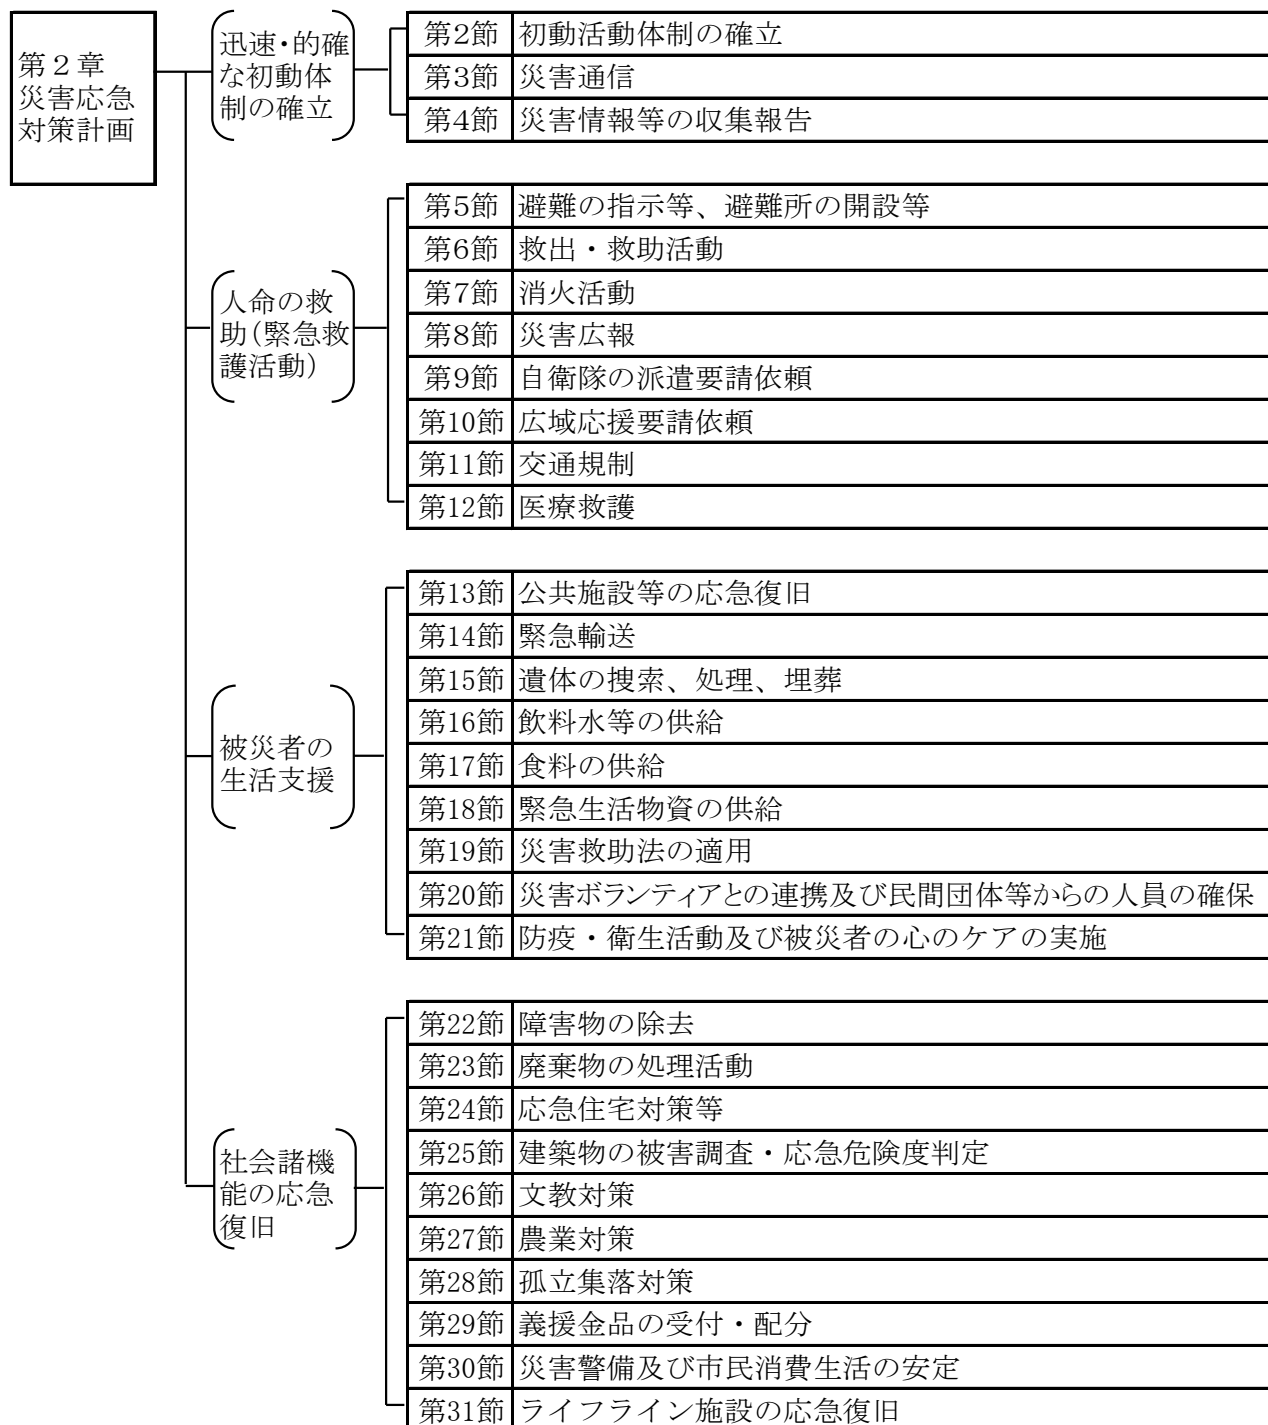 第２章
災害応急
対策計画
迅速・的確
な初動体
制の確立
第2節 初動活動体制の確立
第3節 災害通信
第4節 災害情報等の収集報告
人命の救
助（緊急救
護活動）
第5節 避難の指示等、避難所の開設等
第6節 救出・救助活動
第7節 消火活動
第8節 災害広報
第9節 自衛隊の派遣要請依頼
第10節 広域応援要請依頼
第11節 交通規制
第12節 医療救護
被災者の
生活支援
第13節 公共施設等の応急復旧
第14節 緊急輸送
第15節 遺体の捜索、処理、埋葬
第16節 飲料水等の供給
第17節 食料の供給
第18節 緊急生活物資の供給
第19節 災害救助法の適用
第20節 災害ボランティアとの連携及び民間団体等からの人員の確保
第21節 防疫・衛生活動及び被災者の心のケアの実施
社会諸機
能の応急
復旧
第22節 障害物の除去
第23節 廃棄物の処理活動
第24節 応急住宅対策等
第25節 建築物の被害調査・応急危険度判定
第26節 文教対策
第27節 農業対策
第28節 孤立集落対策
第29節 義援金品の受付・配分
第30節 災害警備及び市民消費生活の安定
第31節 ライフライン施設の応急復旧